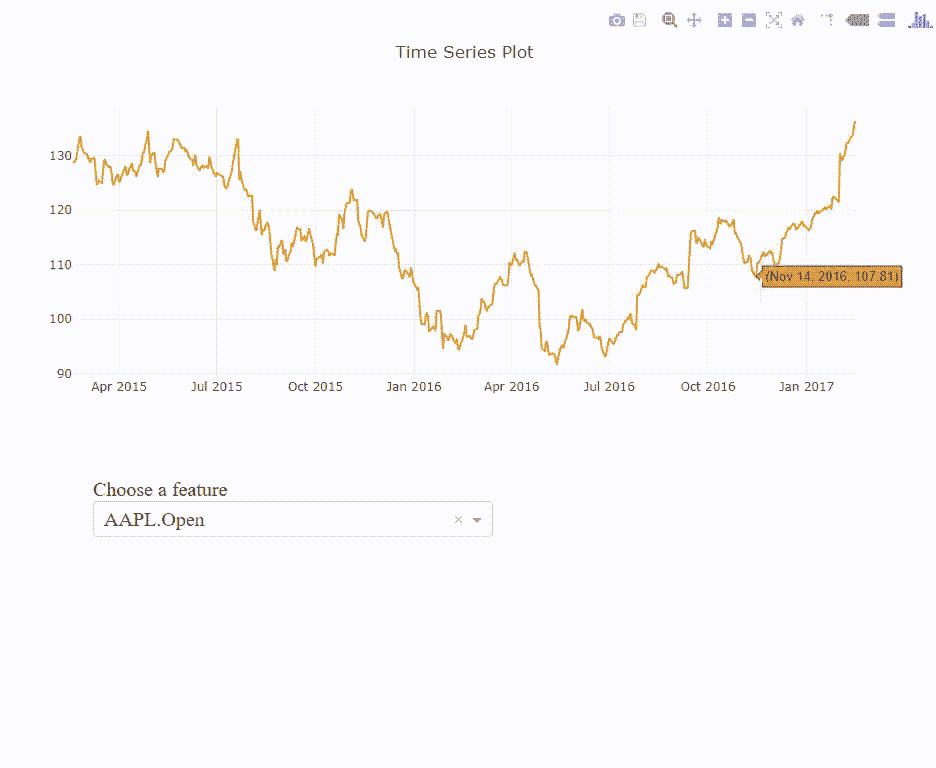 Time Series Plot
130
120
110
100
90
(Nov 14, 2016, 107.81)
Apr 2015 Jul 2015 Oct 2015 Jan 2016 Apr 2016 Jul 2016 Oct 2016 Jan 2017
Choose a feature
AAPL.Open ×